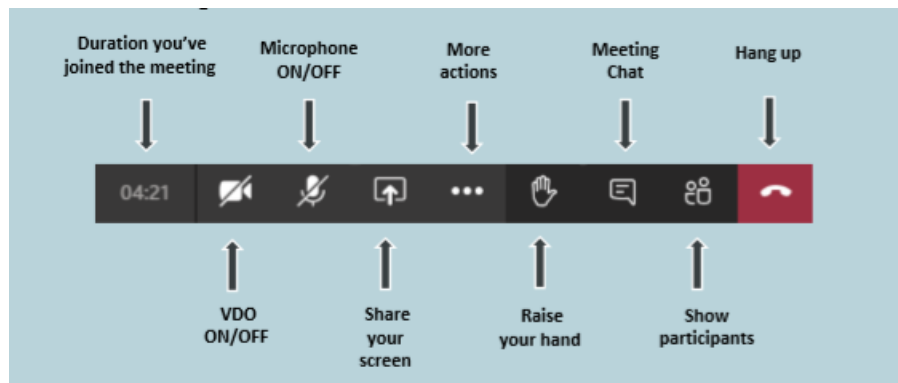 Duration you've
joined the meeting
Microphone
ON/OFF
More
actions
Meeting
Chat
Hang up
04:21
VDO
ON/OFF
Share
your
screen
Raise
your hand
Show
participants